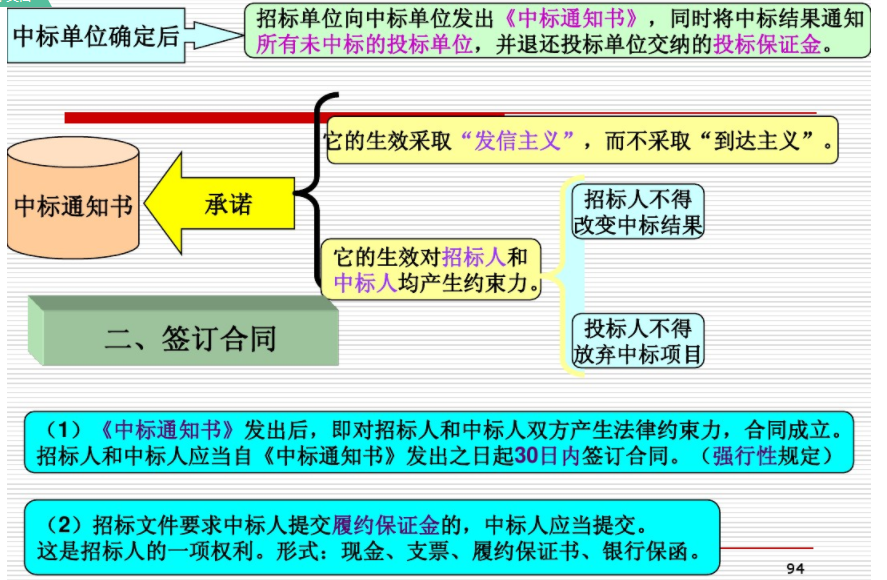 中标单位确定后
招标单位向中标单位发出《中标通知书》，同时将中标结果通知
所有未中标的投标单位，并退还投标单位交纳的投标保证金。
它的生效采取“发信主义”，而不采取“到达主义”。
中标通知书
承诺
招标人不得
改变中标结果
它的生效对招标人和
中标人均产生约束力。
投标人不得
放弃中标项目
二、签订合同
（1）《中标通知书》发出后，即对招标人和中标人双方产生法律约束力，合同成立。
招标人和中标人应当自《中标通知书》发出之日起30日内签订合同。（强行性规定）
（2）招标文件要求中标人提交履约保证金的，中标人应当提交。
这是招标人的一项权利。形式：现金、支票、履约保证书、银行保函。
94